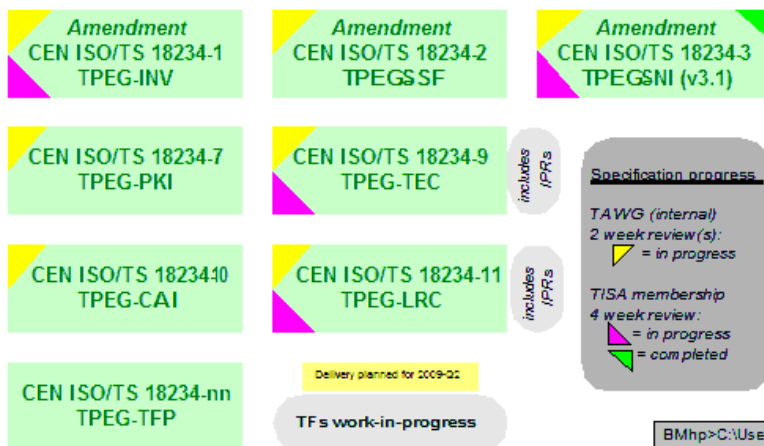 Amendment
CEN ISO/TS 18234-1
TPEG-INV
Amendment
CEN ISO/TS 18234-2
TPEGSSF
Amendment
CEN ISO/TS 18234-3
TPEGSNI (v3.1)
CEN ISO/TS 18234-7
TPEG-PKI
CEN ISO/TS 18234-9
TPEG-TEC
includes
IPRs
CEN ISO/TS 1823410
TPEG-CAI
CEN ISO/TS 18234-11
TPEG-LRC
includes
IPRs
CEN ISO/TS 18234-nn
TPEG-TFP
Delivery planned for 2009-Q2
TFs work-in-progress
Specification progress
TAWG (internal)
2 week review(s):
= in progress
TISA membership
4 week review:
= in progress
= completed
BMhp>C:\Use